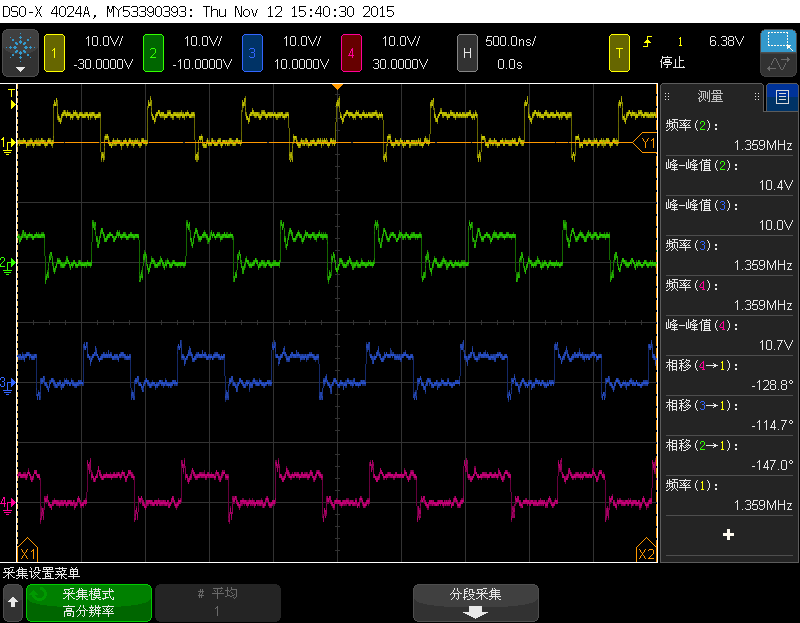 DSO-X 4024A, MY53390393: Thu Nov 12 15:40:30 2015
1 10.0V/ -30.0000V
2 10.0V/ -10.0000V
3 10.0V/ 10.0000V
4 10.0V/ 30.0000V
H 500.0ns/ 0.0s
T 1 6.38V
停止
T
1
2
3
4
Y1
X1
X2
测量
频率(2):
1.359MHz
峰-峰值(2):
10.4V
峰-峰值(3):
10.0V
频率(3):
1.359MHz
频率(4):
1.359MHz
峰-峰值(4):
10.7V
相移(4→1):
-128.8°
相移(3→1):
-114.7°
相移(2→1):
-147.0°
频率(1):
1.359MHz
采集设置菜单
采集模式
高分辨率
# 平均
1
分段采集